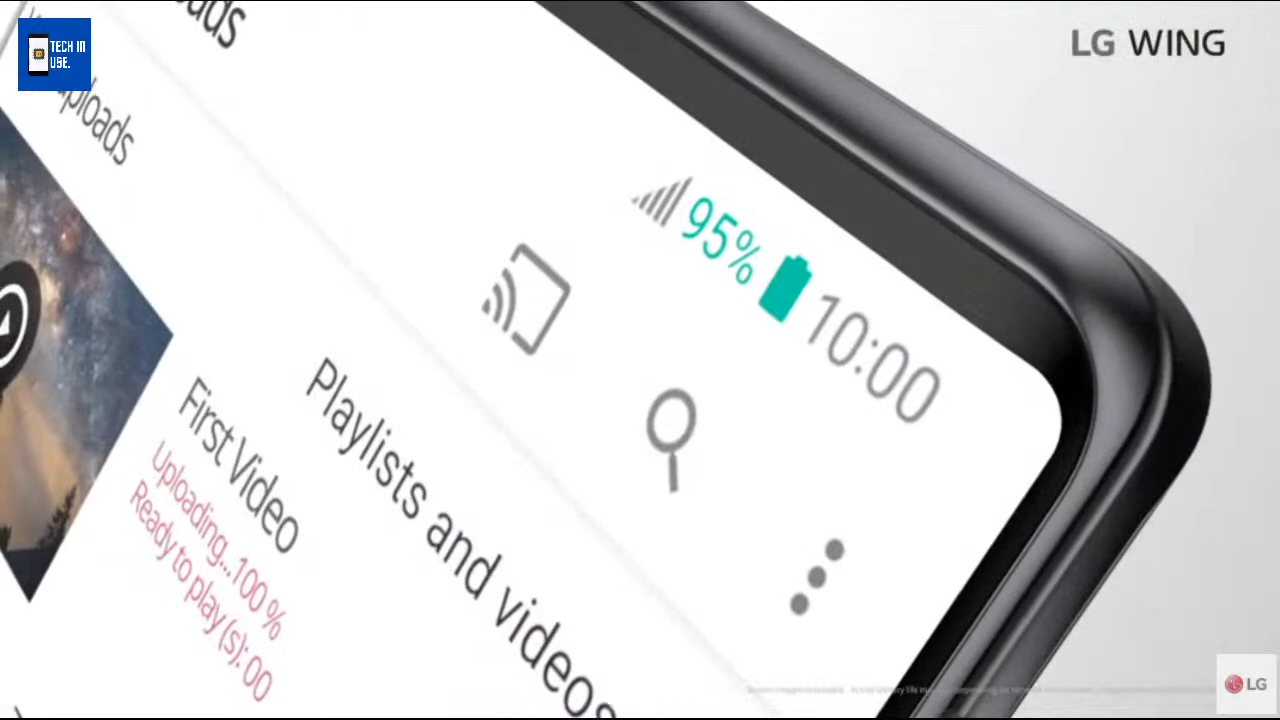 TECH IN
USE.
LG WING
uploads
95%
10:00
Playlists and videos
First Video
Uploading...100 %
Ready to play (s): 00
LG